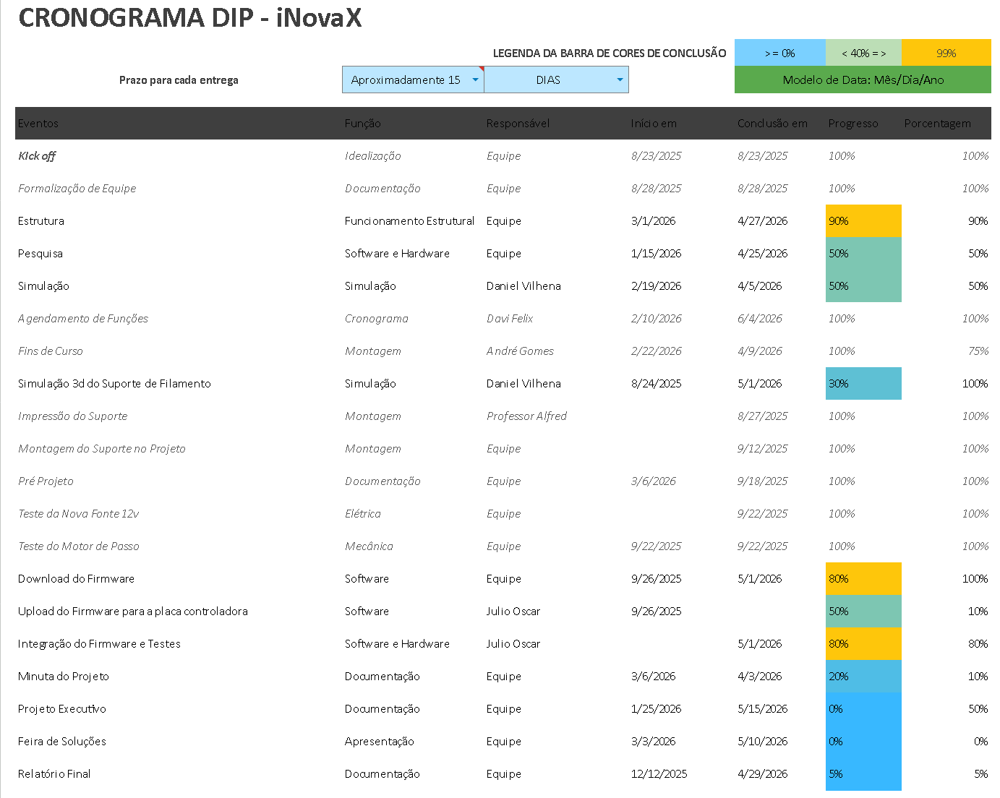 CRONOGRAMA DIP - iNovaX
LEGENDA DA BARRA DE CORES DE CONCLUSÃO >= 0% < 40% => 99%
Prazo para cada entrega Aproximadamente 15 DIAS Modelo de Data: Mês/Dia/Ano
Eventos Função Responsável Início em Conclusão em Progresso Porcentagem
KIck off Idealização Equipe 8/23/2025 8/23/2025 100% 100%
Formalização de Equipe Documentação Equipe 8/28/2025 8/28/2025 100% 100%
Estrutura Funcionamento Estrutural Equipe 3/1/2026 4/27/2026 90% 90%
Pesquisa Software e Hardware Equipe 1/15/2026 4/25/2026 50% 50%
Simulação Simulação Daniel Vilhena 2/19/2026 4/5/2026 50% 50%
Agendamento de Funções Cronograma Davi Felix 2/10/2026 6/4/2026 100% 100%
Fins de Curso Montagem André Gomes 2/22/2026 4/9/2026 100% 75%
Simulação 3d do Suporte de Filamento Simulação Daniel Vilhena 8/24/2025 5/1/2026 30% 100%
Impressão do Suporte Montagem Professor Alfred 8/27/2025 100% 100%
Montagem do Suporte no Projeto Montagem Equipe 9/12/2025 100% 100%
Pré Projeto Documentação Equipe 3/6/2026 9/18/2025 100% 100%
Teste da Nova Fonte 12v Elétrica Equipe 9/22/2025 100% 100%
Teste do Motor de Passo Mecânica Equipe 9/22/2025 9/22/2025 100% 100%
Download do Firmware Software Equipe 9/26/2025 5/1/2026 80% 100%
Upload do Firmware para a placa controladora Software Julio Oscar 9/26/2025 50% 10%
Integração do Firmware e Testes Software e Hardware Julio Oscar 5/1/2026 80% 80%
Minuta do Projeto Documentação Equipe 3/6/2026 4/3/2026 20% 10%
Projeto Executivo Documentação Equipe 1/25/2026 5/15/2026 0% 50%
Feira de Soluções Apresentação Equipe 3/3/2026 5/10/2026 0% 0%
Relatório Final Documentação Equipe 12/12/2025 4/29/2026 5% 5%